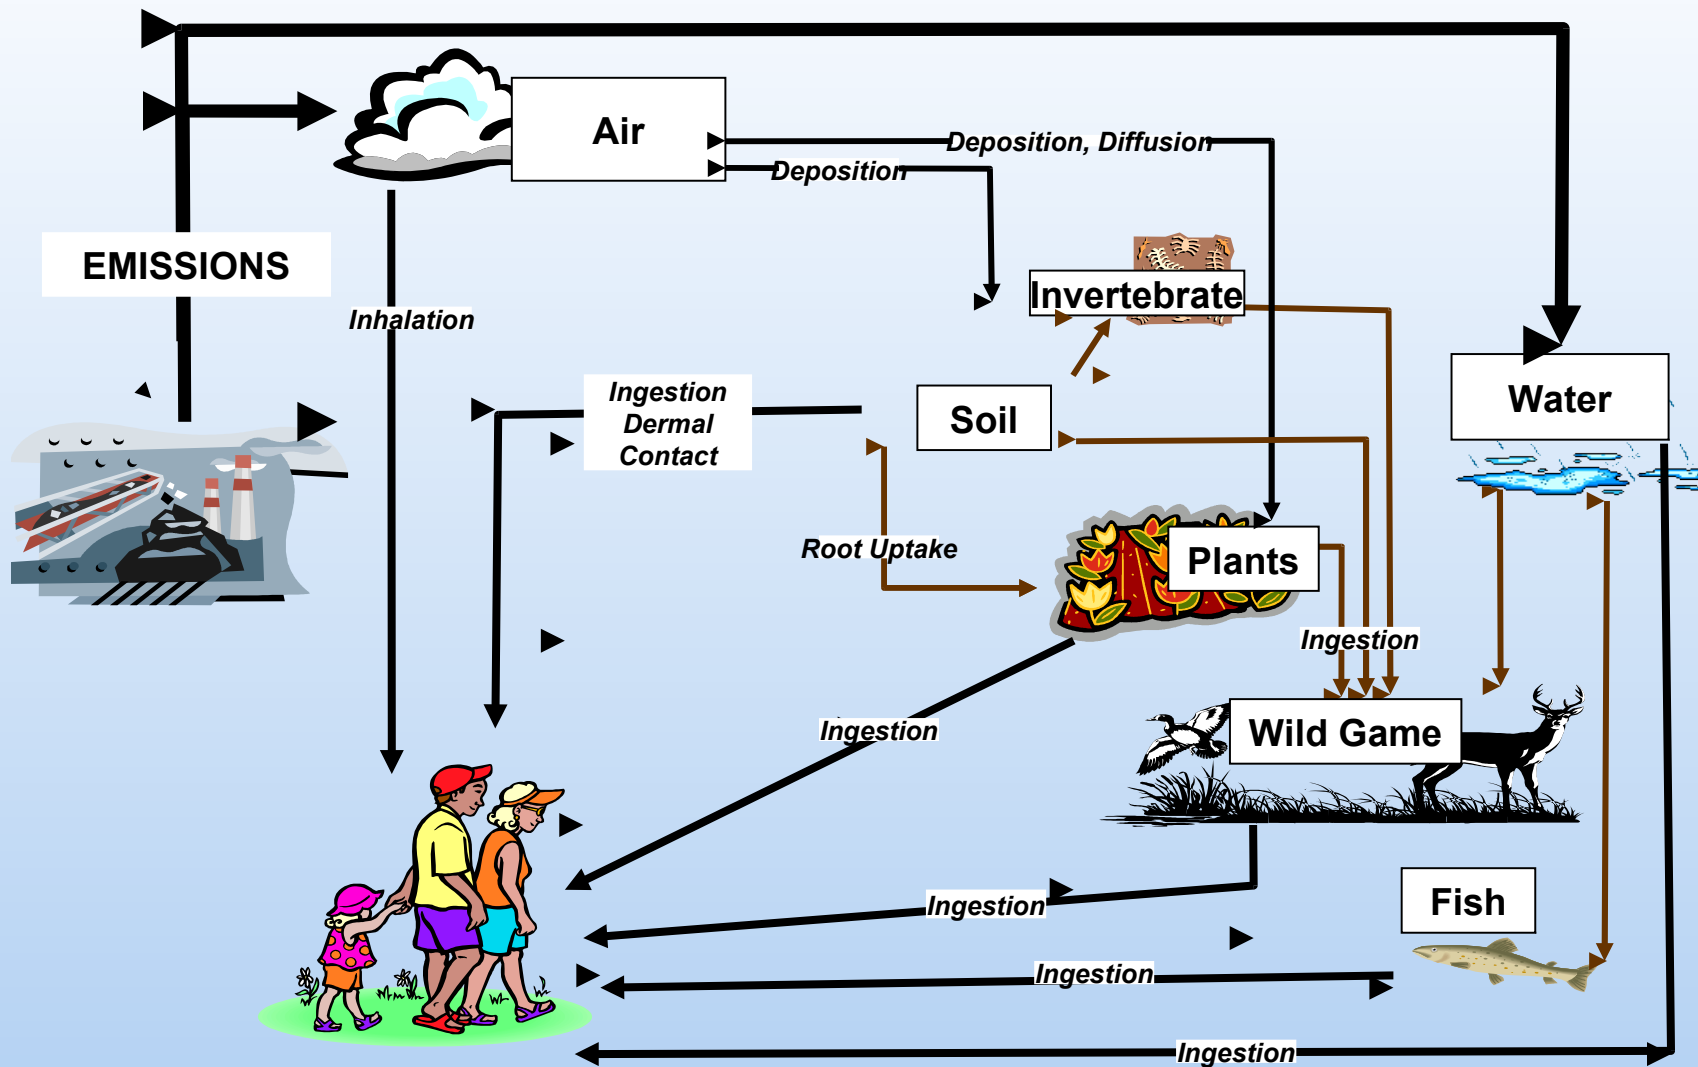 Air
Deposition, Diffusion
Deposition
EMISSIONS
Invertebrate
Inhalation
Ingestion
Dermal
Contact
Soil
Water
Root Uptake
Plants
Ingestion
Ingestion
Wild Game
Ingestion
Fish
Ingestion
Ingestion